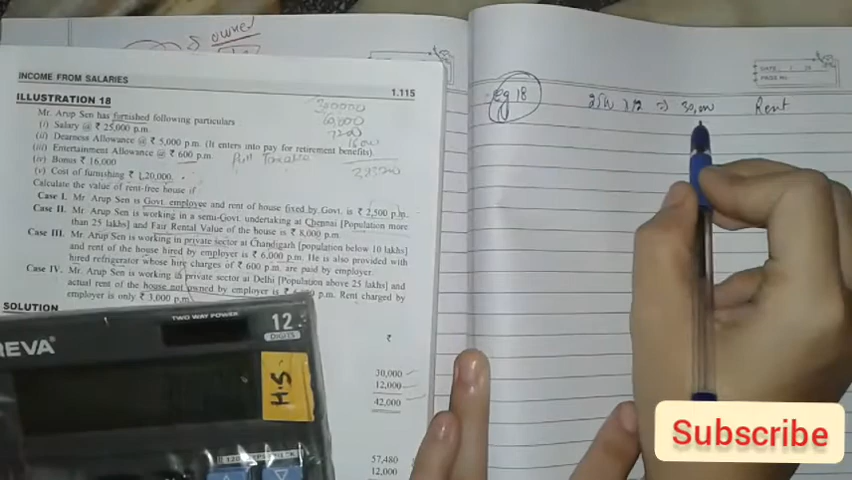 5 owned
INCOME FROM SALARIES 1.115
ILLUSTRATION 18
Mr. Arup Sen has furnished following particulars
(i) Salary @ ₹ 25,000 p.m.
(ii) Dearness Allowance @ ₹ 5,000 p.m. (It enters into pay for retirement benefits).
(iii) Entertainment Allowance @ ₹ 600 p.m. Full Taxable
(iv) Bonus ₹ 16,000
(v) Cost of furnishing ₹ 1,20,000.
300000
60,000
7200
16000
3,83200
Calculate the value of rent-free house if
Case I. Mr. Arup Sen is Govt. employee and rent of house fixed by Govt. is ₹ 2,500 p.m.
Case II. Mr. Arup Sen is working in a semi-Govt. undertaking at Chennai [Population more
than 25 lakhs] and Fair Rental Value of the house is ₹ 8,000 p.m.
Case III. Mr. Arup Sen is working in private sector at Chandigarh [population below 10 lakhs]
and rent of the house hired by employer is ₹ 6,000 p.m. He is also provided with
hired refrigerator whose hire charges of ₹ 600 p.m. are paid by employer.
Case IV. Mr. Arup Sen is working in private sector at Delhi [Population above 25 lakhs] and
actual rent of the house not owned by employer is ₹ p.m. Rent charged by
employer is only ₹ 3,000 p.m.
SOLUTION
₹
30,000
12,000
42,000
57,480
12,000
TWO WAY POWER
12
DIGITS
REVA
H.S
eg 18
2500 x 12 ⇒ 30,000 Rent
DATE
PAGE No.
Subscribe